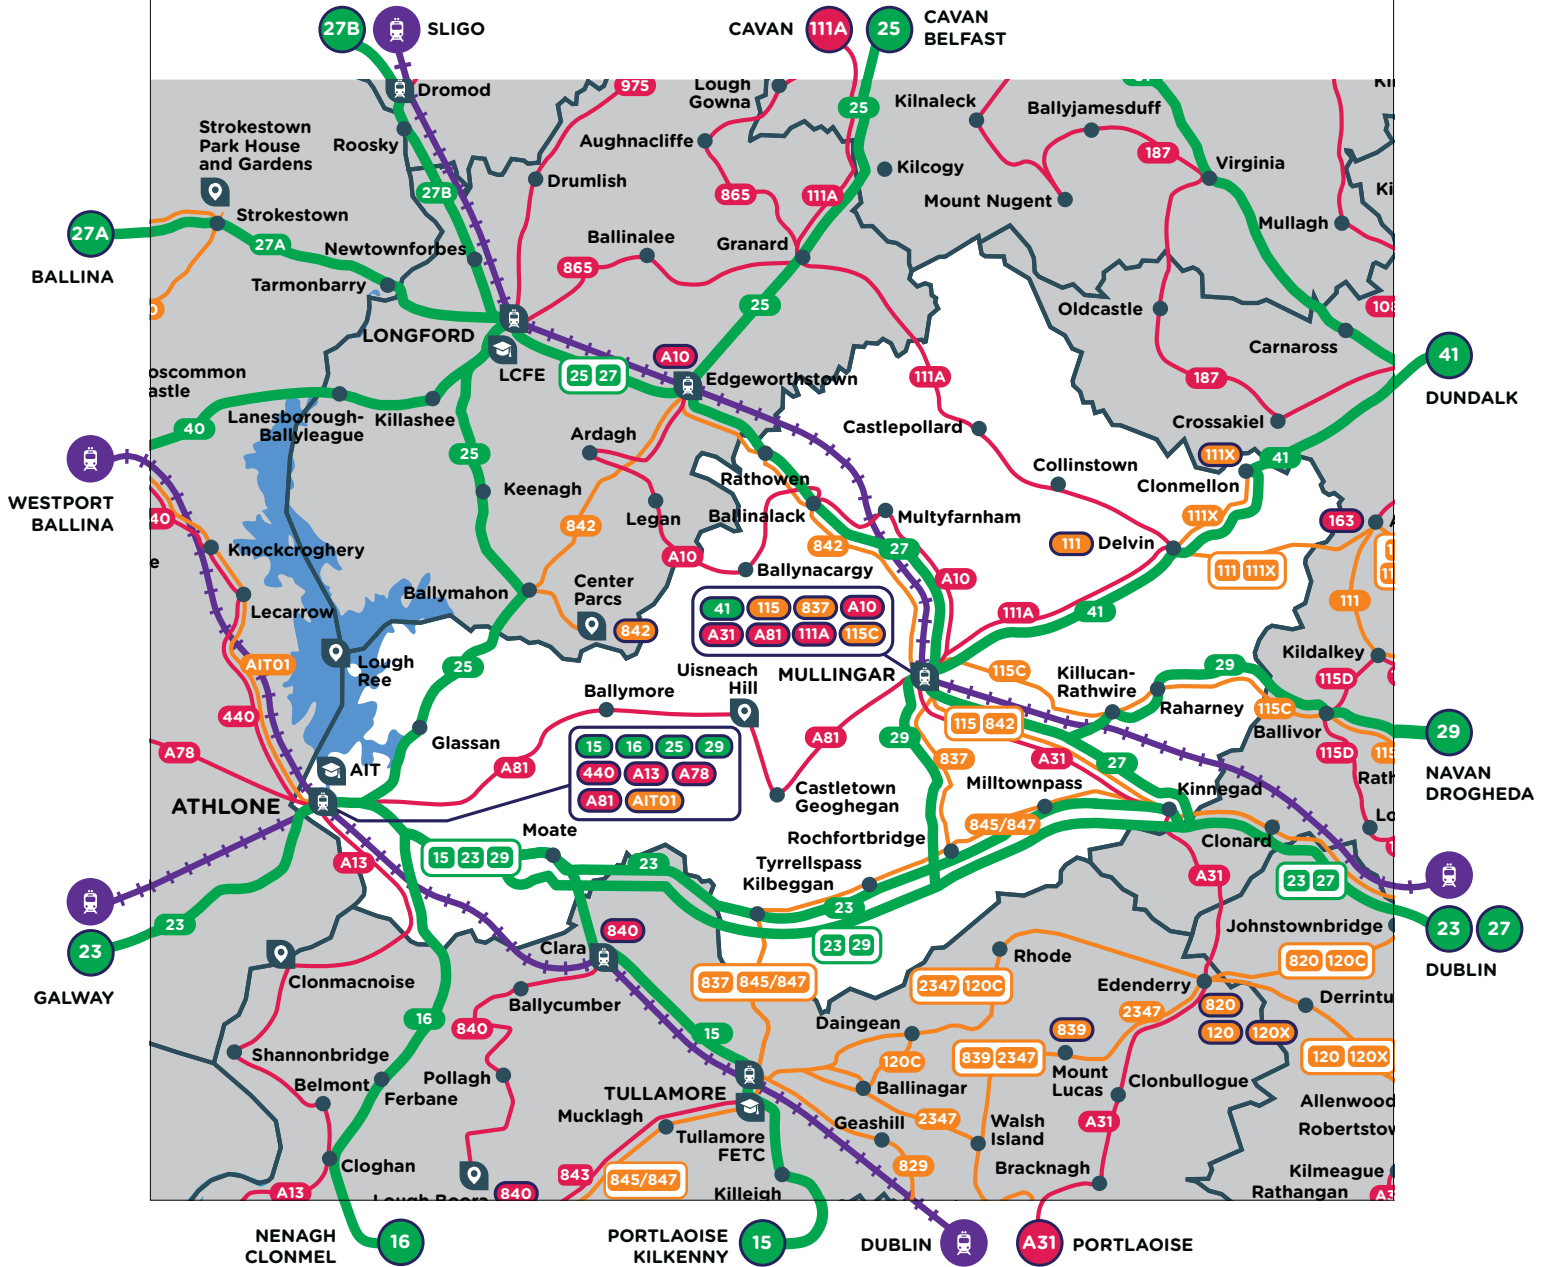 27B
SLIGO
CAVAN
111A
25
CAVAN
BELFAST
Dromod
975
Lough
Gowna
25
Kilnaleck
Ballyjamesduff
Strokestown
Park House
and Gardens
Roosky
Aughnacliffe
187
Virginia
Kilcogy
Drumlish
27B
865
111A
Mount Nugent
Ki
Strokestown
27A
BALLINA
27A
Newtownforbes
Ballinalee
Granard
Mullagh
Tarmonbarry
865
25
Oldcastle
108
LONGFORD
LCFE
A10
25 27
Edgeworthstown
111A
Carnaross
41
DUNDALK
oscommon
astle
187
40
Lanesborough-
Ballyleague
Killashee
Ardagh
Castlepollard
Crossakiel
WESTPORT
BALLINA
25
Keenagh
Rathowen
Collinstown
111X
41
Clonmellon
40
Legan
Ballinalack
Multyfarnham
111X
163
A
842
842
27
111
Delvin
Knockcroghery
e
A10
Ballynacargy
A10
111 111X
Center
Parcs
Ballymahon
Lecarrow
842
41 115 837 A10
A31 A81 111A 115C
111A
41
111
AIT01
Lough
Ree
25
Uisneach
Hill
MULLINGAR
115C
Killucan-
Rathwire
29
Kildalkey
115D
Ballymore
440
115 842
Raharney
115C
Ballivor
29
NAVAN
DROGHEDA
A78
Glassan
A81
A81
29
837
A31
27
115D
115
AIT
15 16 25 29
440 A13 A78
A81 AIT01
Milltownpass
Kinnegad
Rath
ATHLONE
Castletown
Geoghegan
845/847
Lo
Moate
Rochfortbridge
Clonard
A13
15 23 29
23
Tyrrellspass
Kilbeggan
A31
23 27
23
GALWAY
23
Clara
840
23
23 29
Johnstownbridge
23
27
DUBLIN
Clonmacnoise
Rhode
820 120C
Ballycumber
837 845/847
2347 120C
Edenderry
Derrintu
16
840
15
Daingean
2347
820
120 120X
839
Shannonbridge
120C
839 2347
120 120X
Belmont
Ferbane
Pollagh
TULLAMORE
Ballinagar
Mount
Lucas
Clonbullogue
Mucklagh
Tullamore
FETC
Geashill
2347
Walsh
Island
A31
Allenwood
Robertstow
Cloghan
843
845/847
829
Bracknagh
Kilmeague
Rathangan
A13
840
Killeigh
NENAGH
CLONMEL
16
PORTLAOISE
KILKENNY
15
DUBLIN
A31
PORTLAOISE